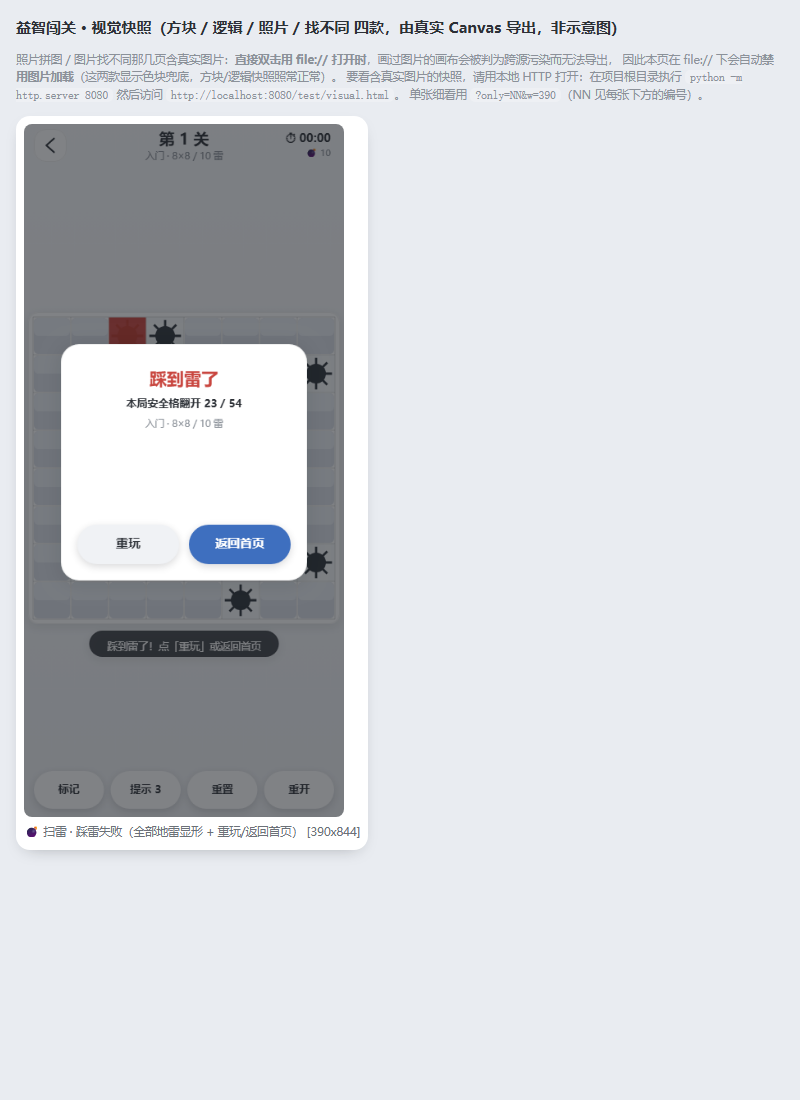 益智闯关 • 视觉快照（方块 / 逻辑 / 照片 / 找不同 四款，由真实 Canvas 导出，非示意图）
照片拼图 / 图片找不同那几页含真实图片：直接双击用 file:// 打开时，画过图片的画布会被判为跨源污染而无法导出， 因此本页在 file:// 下会自动禁
用图片加载（这两款显示色块兜底，方块/逻辑快照照常正常）。 要看含真实图片的快照，请用本地 HTTP 打开：在项目根目录执行 python -m
http.server 8080 然后访问 http://localhost:8080/test/visual.html 。 单张细看用 ?only=NN&w=390 （NN 见每张下方的编号）。
第 1 关
00:00
入门 · 8×8 / 10 雷
10
踩到雷了
本局安全格翻开 23 / 54
入门 · 8×8 / 10 雷
重玩
返回首页
踩到雷了！点「重玩」或返回首页
标记
提示 3
重置
重开
扫雷 · 踩雷失败（全部地雷显形 + 重玩/返回首页） [390x844]